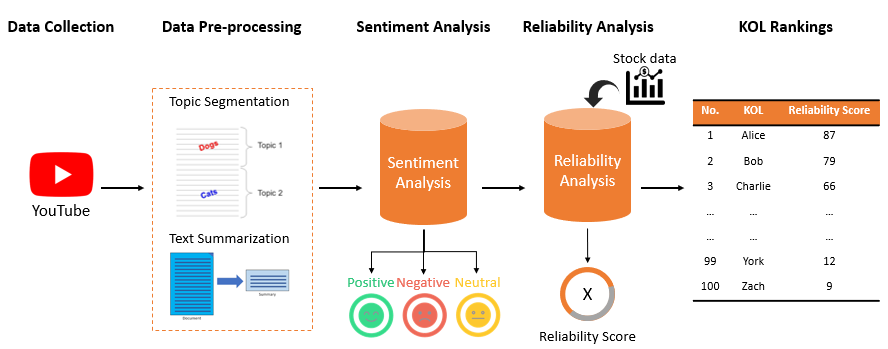 Data Collection
Data Pre-processing
Sentiment Analysis
Reliability Analysis
KOL Rankings
YouTube
Topic Segmentation
Dogs
Topic 1
Cats
Topic 2
Text Summarization
Document
Summary
Sentiment
Analysis
Positive
Negative
Neutral
Stock data
$
Reliability
Analysis
X
Reliability Score
No. KOL Reliability Score
1 Alice 87
2 Bob 79
3 Charlie 66
... ... ...
... ... ...
99 York 12
100 Zach 9